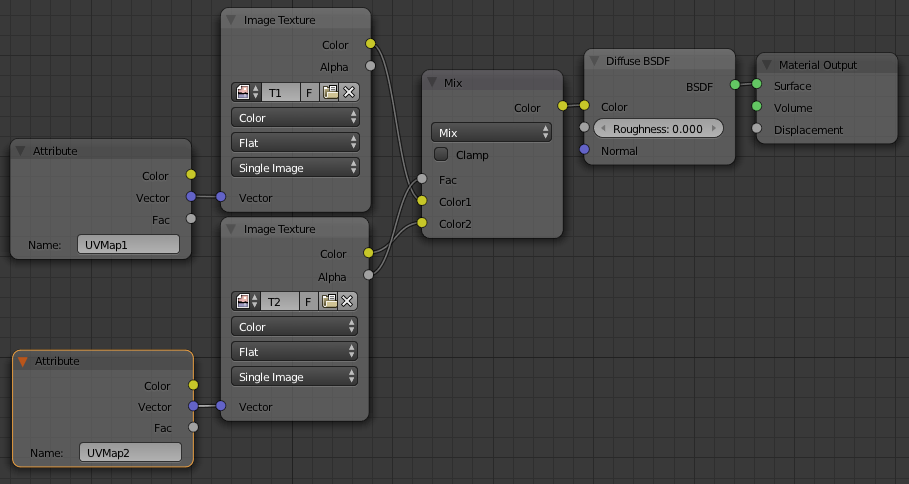 Image Texture
Color
Alpha
T1 F
Color
Flat
Single Image
Vector
Attribute
Color
Vector
Fac
Name: UVMap1
Image Texture
Color
Alpha
T2 F
Color
Flat
Single Image
Vector
Attribute
Color
Vector
Fac
Name: UVMap2
Mix
Color
Mix
Clamp
Fac
Color1
Color2
Diffuse BSDF
BSDF
Color
Roughness: 0.000
Normal
Material Output
Surface
Volume
Displacement